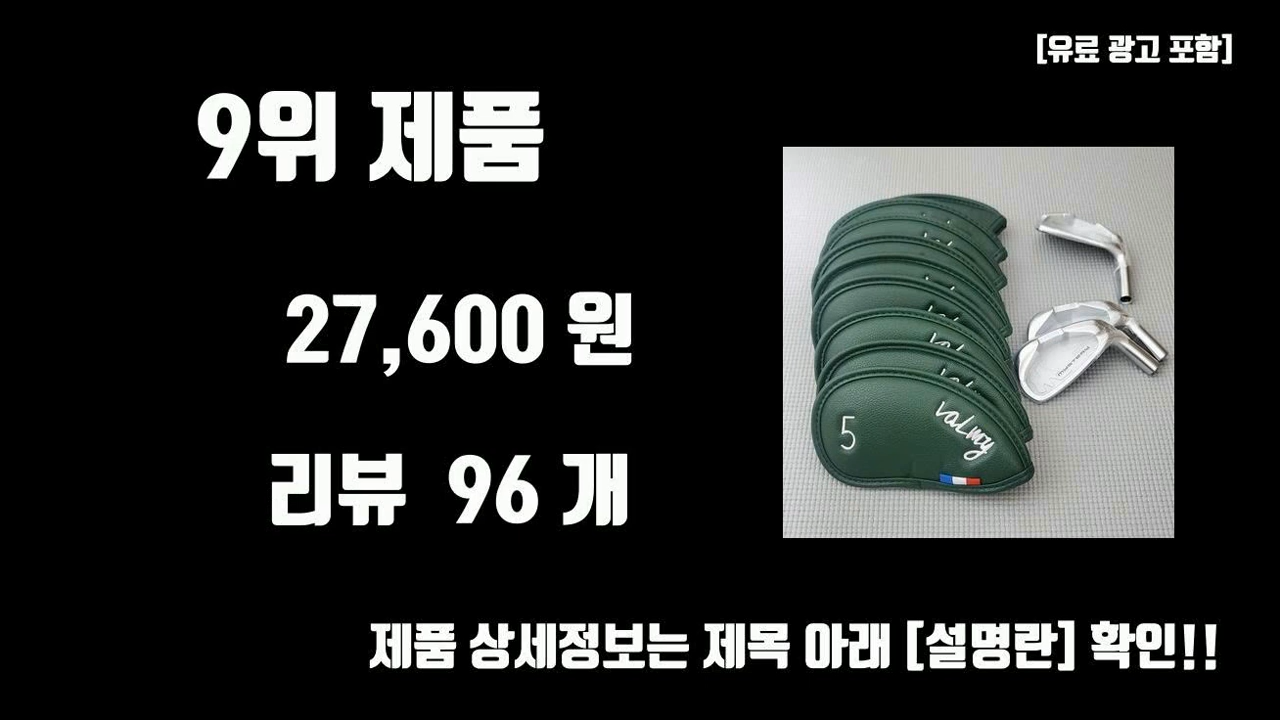 [유료 광고 포함]
9위 제품
27,600 원
리뷰 96 개
5
valmoy
제품 상세정보는 제목 아래 [설명란] 확인!!